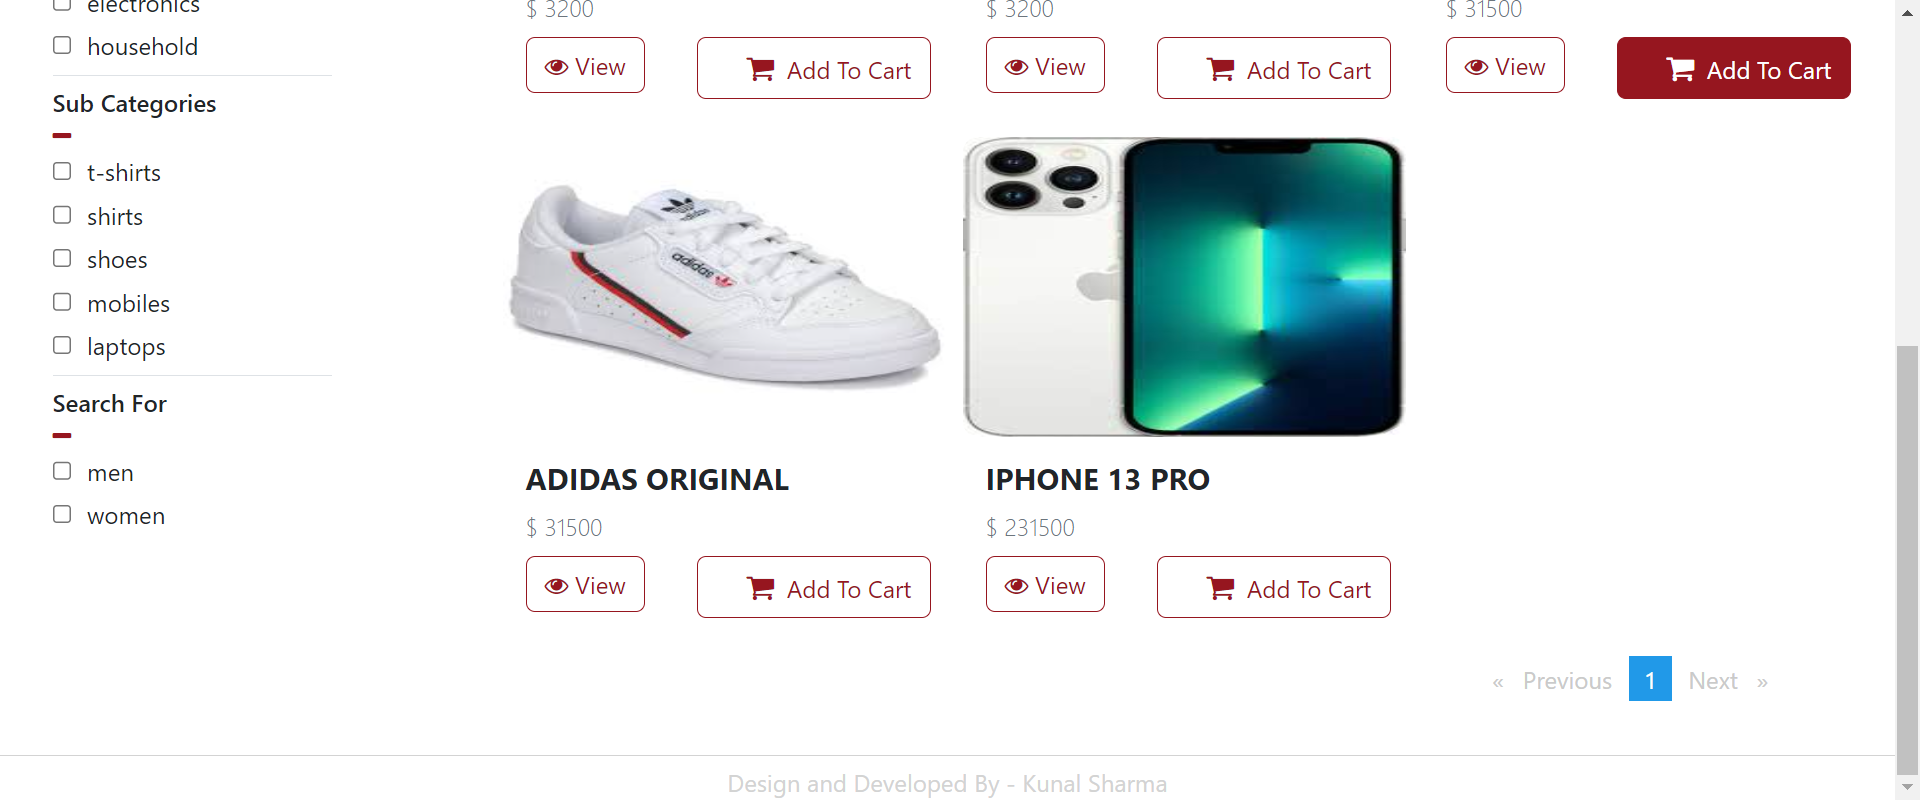 electronics
household
Sub Categories
t-shirts
shirts
shoes
mobiles
laptops
Search For
men
women
$ 3200
$ 3200
$ 31500
View
Add To Cart
View
Add To Cart
View
Add To Cart
adidas
adidas
ADIDAS ORIGINAL
IPHONE 13 PRO
$ 31500
$ 231500
View
Add To Cart
View
Add To Cart
« Previous 1 Next »
Design and Developed By - Kunal Sharma